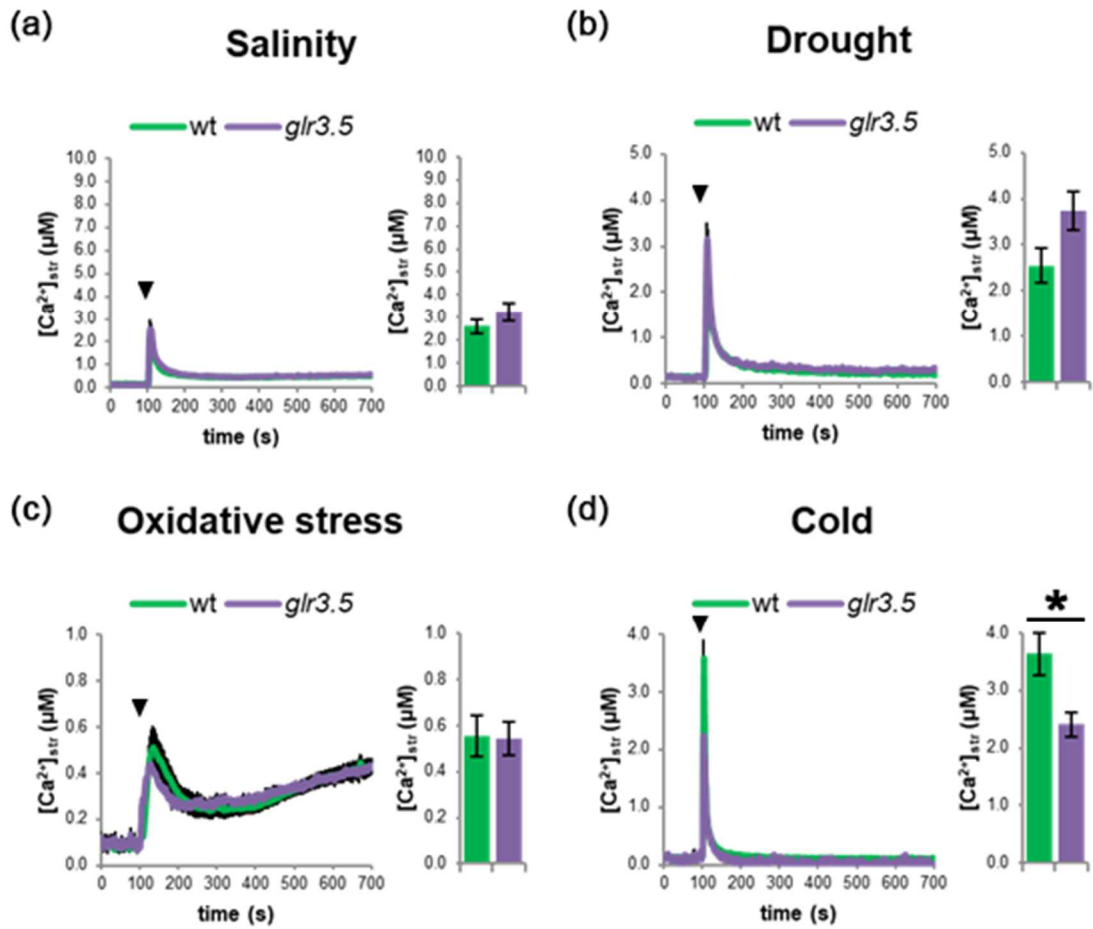 (a)
Salinity
wt glr3.5
[Ca²⁺]str (µM)
10.0
9.0
8.0
7.0
6.0
5.0
4.0
3.0
2.0
1.0
0.0
0 100 200 300 400 500 600 700
time (s)
[Ca²⁺]str (µM)
10.0
9.0
8.0
7.0
6.0
5.0
4.0
3.0
2.0
1.0
0.0
(b)
Drought
wt glr3.5
[Ca²⁺]str (µM)
5.0
4.0
3.0
2.0
1.0
0.0
0 100 200 300 400 500 600 700
time (s)
[Ca²⁺]str (µM)
5.0
4.0
3.0
2.0
1.0
0.0
(c)
Oxidative stress
wt glr3.5
[Ca²⁺]str (µM)
1.0
0.8
0.6
0.4
0.2
0.0
0 100 200 300 400 500 600 700
time (s)
[Ca²⁺]str (µM)
1.0
0.8
0.6
0.4
0.2
0.0
(d)
Cold
wt glr3.5
[Ca²⁺]str (µM)
4.0
3.0
2.0
1.0
0.0
0 100 200 300 400 500 600 700
time (s)
*
[Ca²⁺]str (µM)
4.0
3.0
2.0
1.0
0.0